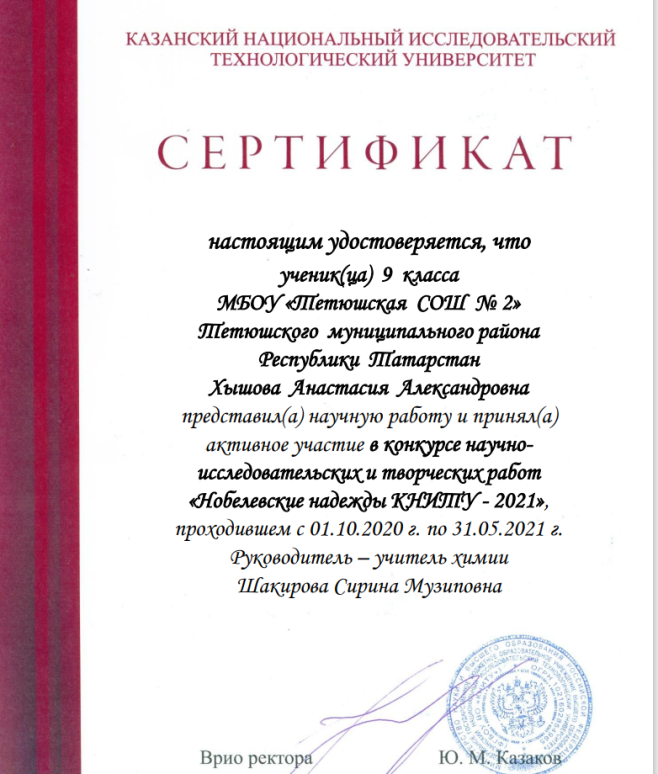 КАЗАНСКИЙ НАЦИОНАЛЬНЫЙ ИССЛЕДОВАТЕЛЬСКИЙ
ТЕХНОЛОГИЧЕСКИЙ УНИВЕРСИТЕТ
СЕРТИФИКАТ
настоящим удостоверяется, что
ученик(ца) 9 класса
МБОУ «Тетюшская СОШ № 2»
Тетюшского муниципального района
Республики Татарстан
Хышова Анастасия Александровна
представил(а) научную работу и принял(а)
активное участие в конкурсе научно-
исследовательских и творческих работ
«Нобелевские надежды КНИТУ - 2021»,
проходившем с 01.10.2020 г. по 31.05.2021 г.
Руководитель – учитель химии
Шакирова Сирина Музиповна
Врио ректора Ю. М. Казаков